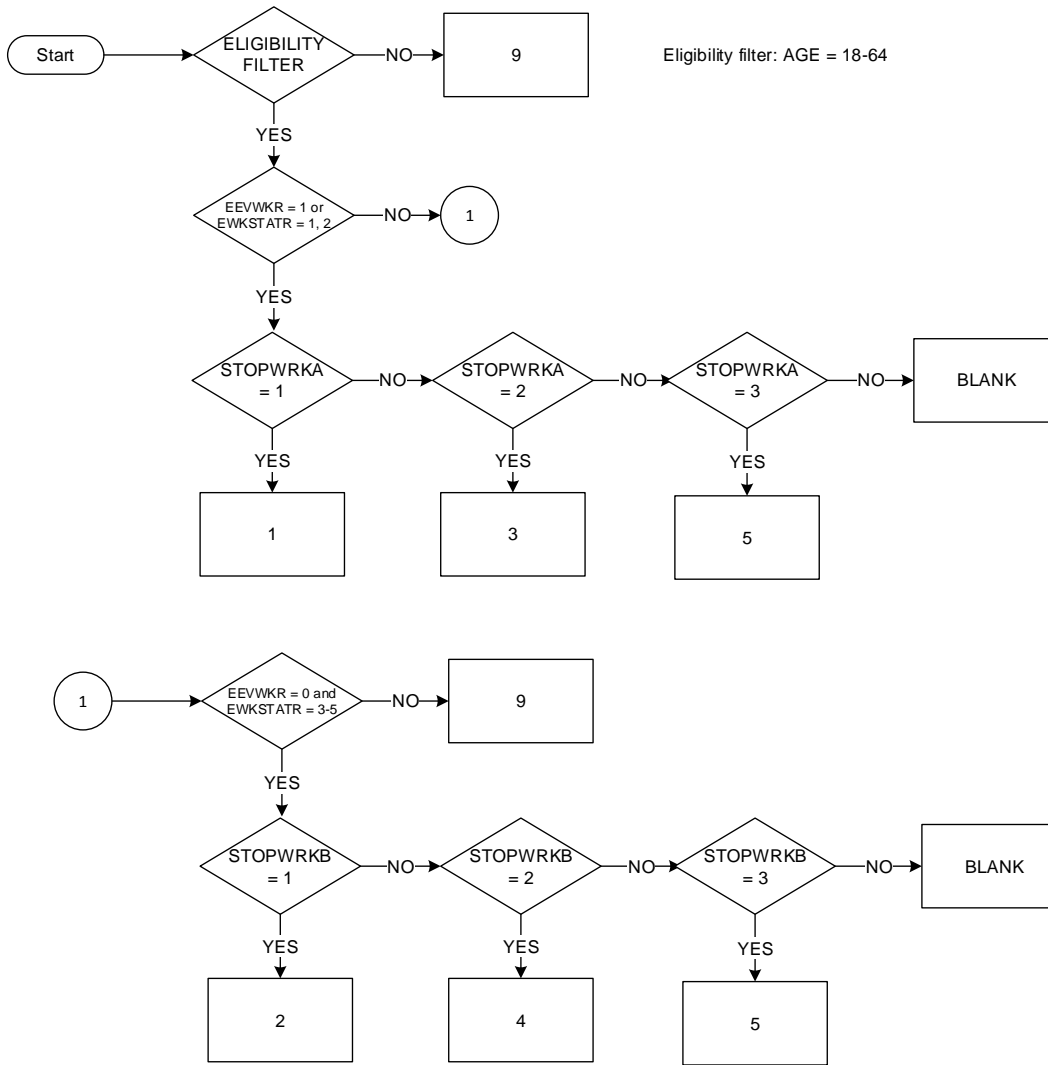 Start
ELIGIBILITY
FILTER
NO
9
Eligibility filter: AGE = 18-64
YES
EEVWKR = 1 or
EWKSTATR = 1, 2
NO
1
YES
STOPWRKA
= 1
NO
STOPWRKA
= 2
NO
STOPWRKA
= 3
NO
BLANK
YES
YES
YES
1
3
5
1
EEVWKR = 0 and
EWKSTATR = 3-5
NO
9
YES
STOPWRKB
= 1
NO
STOPWRKB
= 2
NO
STOPWRKB
= 3
NO
BLANK
YES
YES
YES
2
4
5